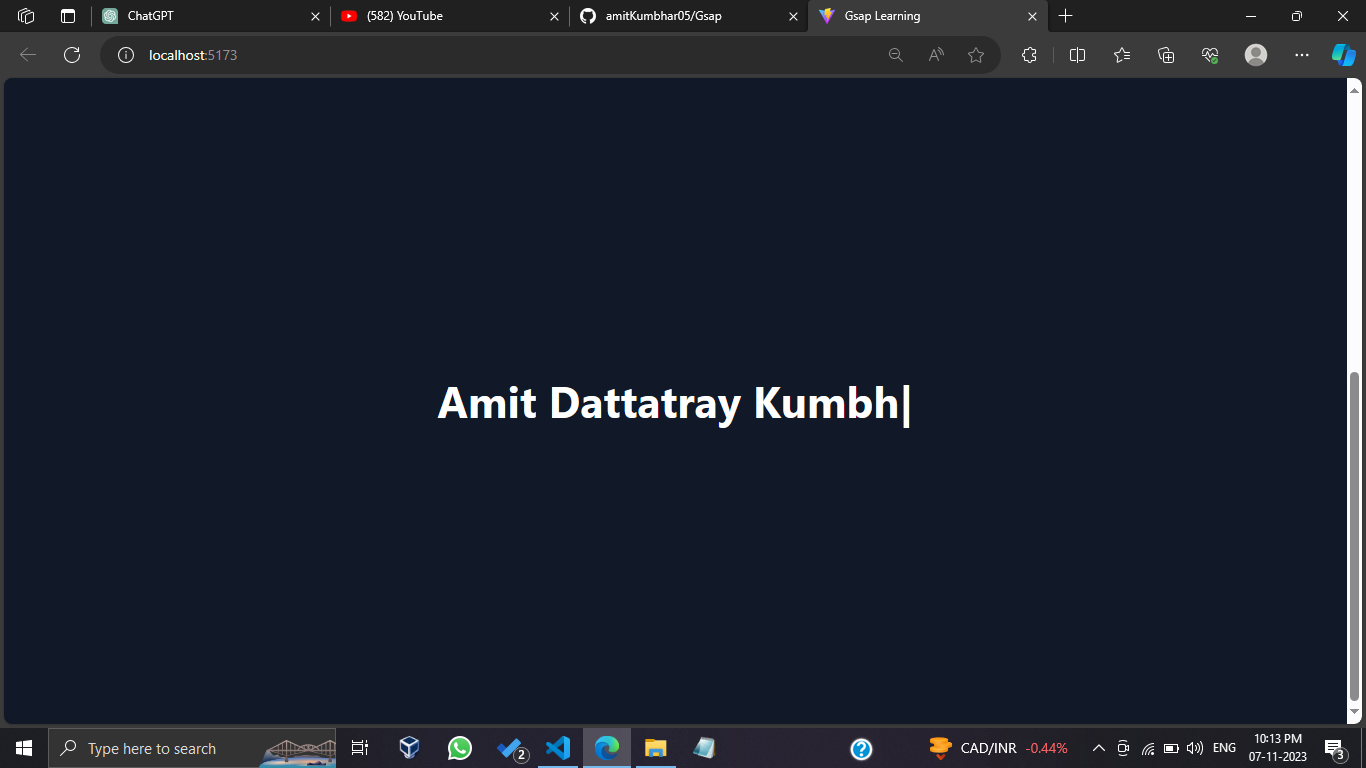 ChatGPT
(582) YouTube
amitKumbhar05/Gsap
Gsap Learning
localhost:5173
Amit Dattatray Kumbh|
Type here to search
2
CAD/INR -0.44%
ENG
10:13 PM
07-11-2023
3